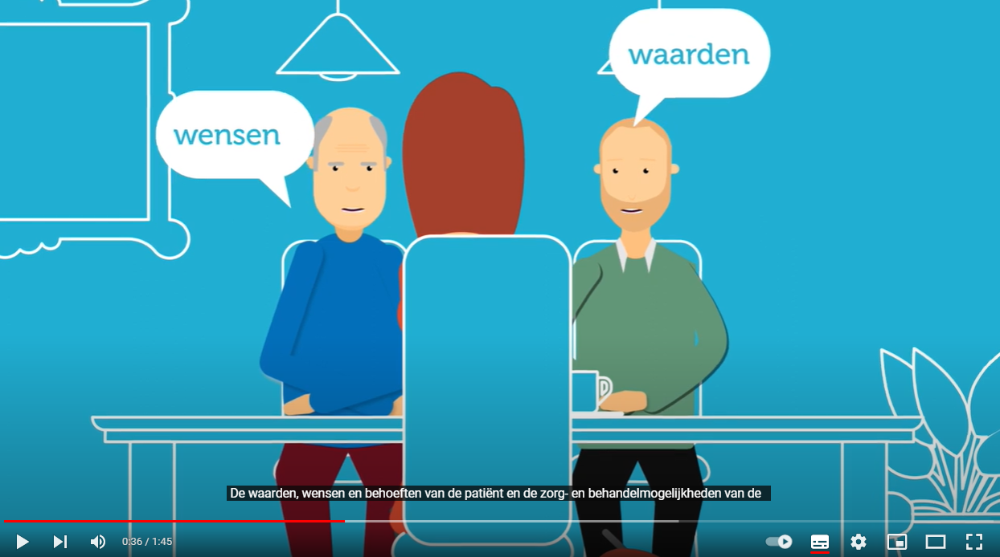 waarden
wensen
De waarden, wensen en behoeften van de patiënt en de zorg- en behandelmogelijkheden van de
0:36 / 1:45